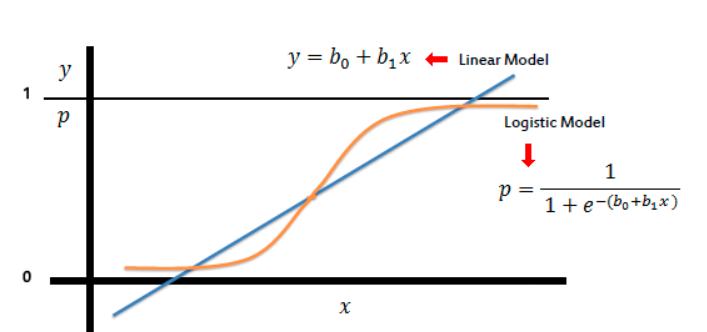 y = b₀ + b₁x
Linear Model
y
1
p
Logistic Model
p = 1 / (1 + e^−(b₀+b₁x))
0
x